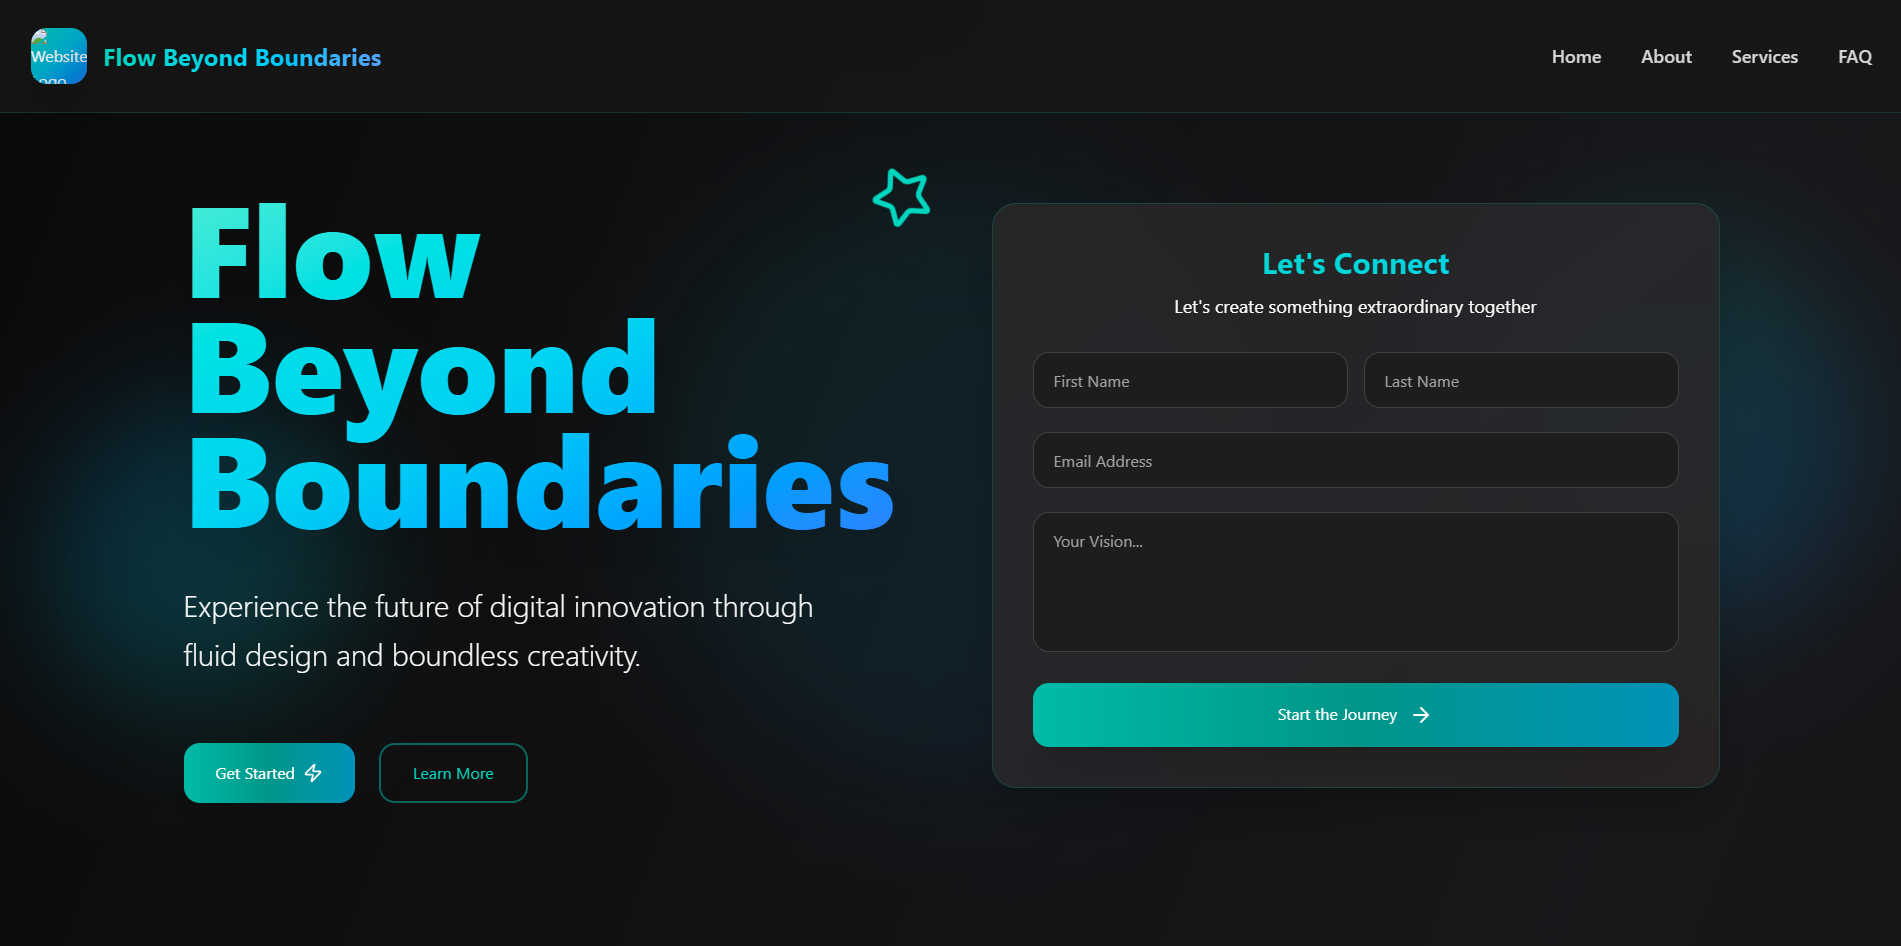 Website
logo
Flow Beyond Boundaries
Home
About
Services
FAQ
Flow
Beyond
Boundaries
Experience the future of digital innovation through
fluid design and boundless creativity.
Get Started
Learn More
Let's Connect
Let's create something extraordinary together
First Name
Last Name
Email Address
Your Vision...
Start the Journey